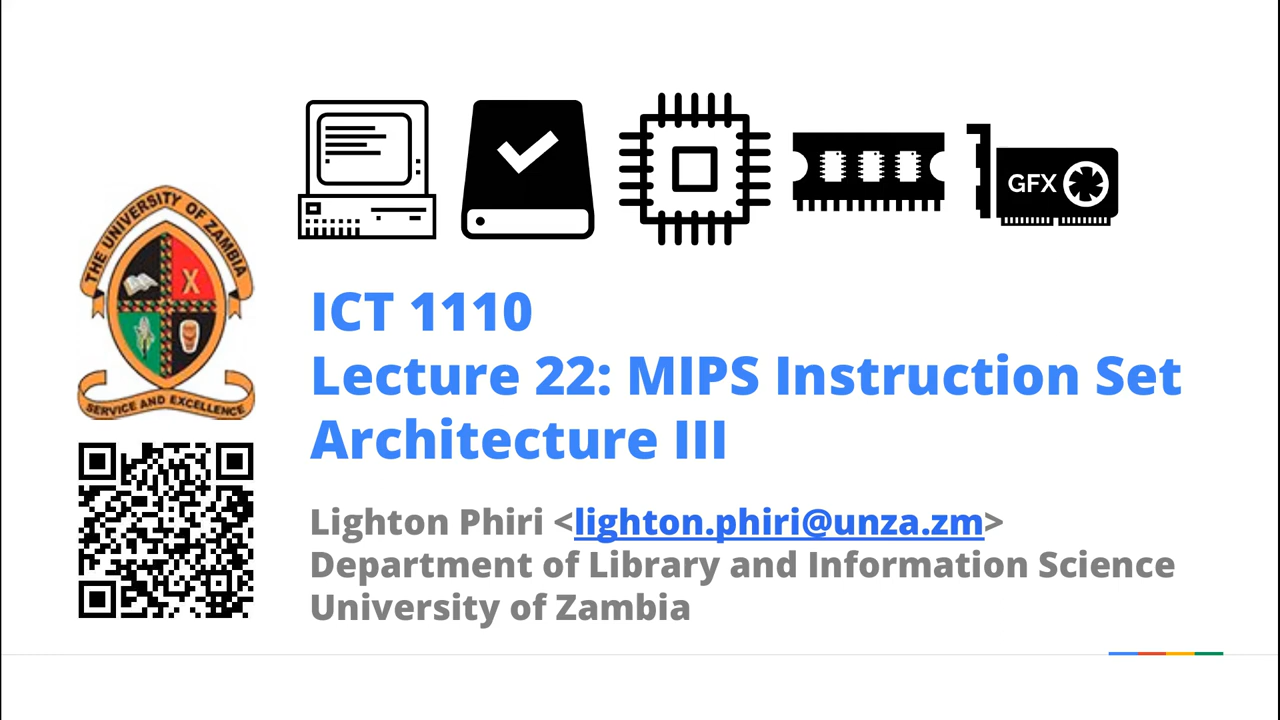 GFX
THE UNIVERSITY OF ZAMBIA
SERVICE AND EXCELLENCE
ICT 1110
Lecture 22: MIPS Instruction Set
Architecture III
Lighton Phiri <lighton.phiri@unza.zm>
Department of Library and Information Science
University of Zambia